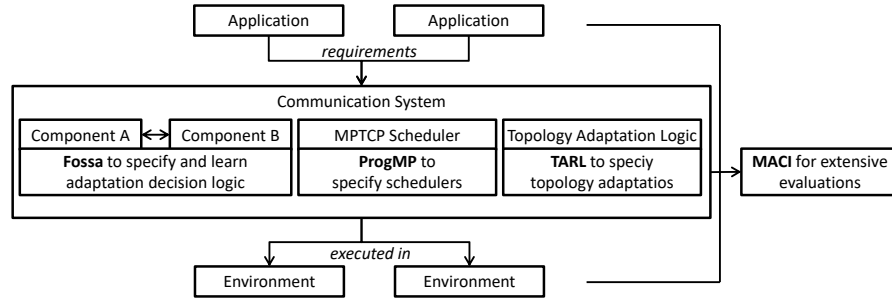 Application
Application
requirements
Communication System
Component A
Component B
Fossa to specify and learn
adaptation decision logic
MPTCP Scheduler
ProgMP to
specify schedulers
Topology Adaptation Logic
TARL to speciy
topology adaptatios
MACI for extensive
evaluations
executed in
Environment
Environment